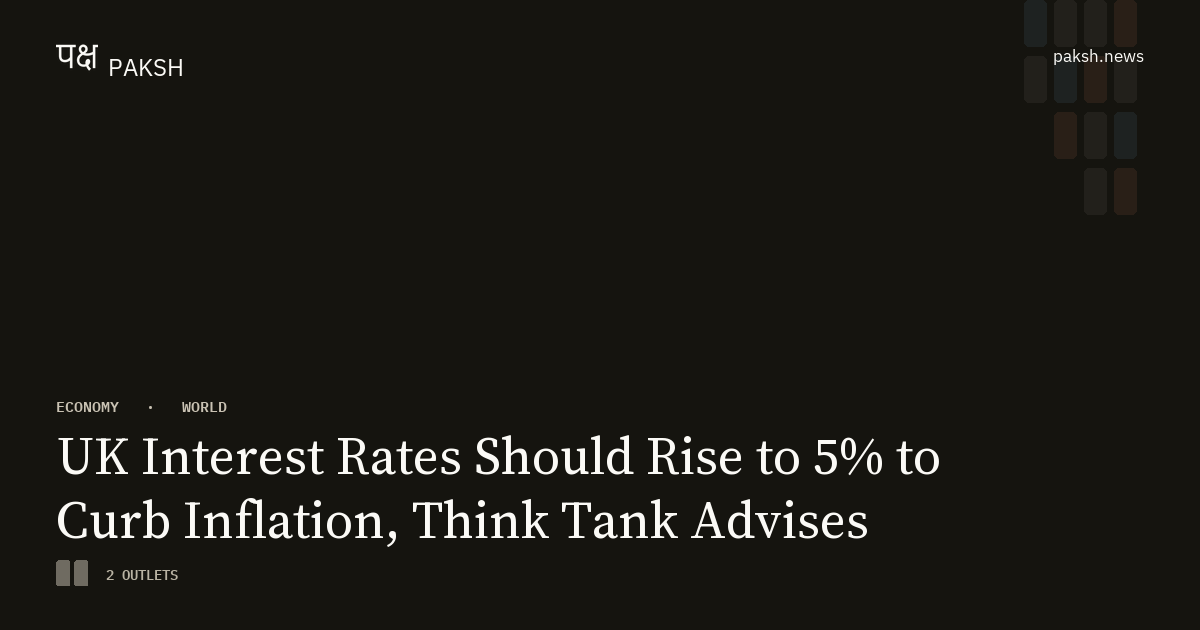 पक्ष PAKSH
paksh.news
ECONOMY · WORLD
UK Interest Rates Should Rise to 5% to
Curb Inflation, Think Tank Advises
2 OUTLETS